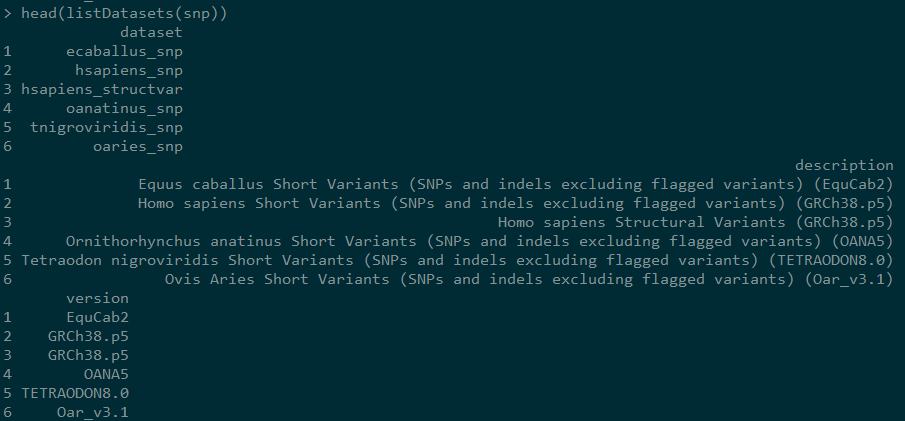 > head(listDatasets(snp))
dataset
1 ecaballus_snp
2 hsapiens_snp
3 hsapiens_structvar
4 oanatinus_snp
5 tnigroviridis_snp
6 oaries_snp
description
1 Equus caballus Short Variants (SNPs and indels excluding flagged variants) (EquCab2)
2 Homo sapiens Short Variants (SNPs and indels excluding flagged variants) (GRCh38.p5)
3 Homo sapiens Structural Variants (GRCh38.p5)
4 Ornithorhynchus anatinus Short Variants (SNPs and indels excluding flagged variants) (OANA5)
5 Tetraodon nigroviridis Short Variants (SNPs and indels excluding flagged variants) (TETRAODON8.0)
6 Ovis Aries Short Variants (SNPs and indels excluding flagged variants) (Oar_v3.1)
version
1 EquCab2
2 GRCh38.p5
3 GRCh38.p5
4 OANA5
5 TETRAODON8.0
6 Oar_v3.1